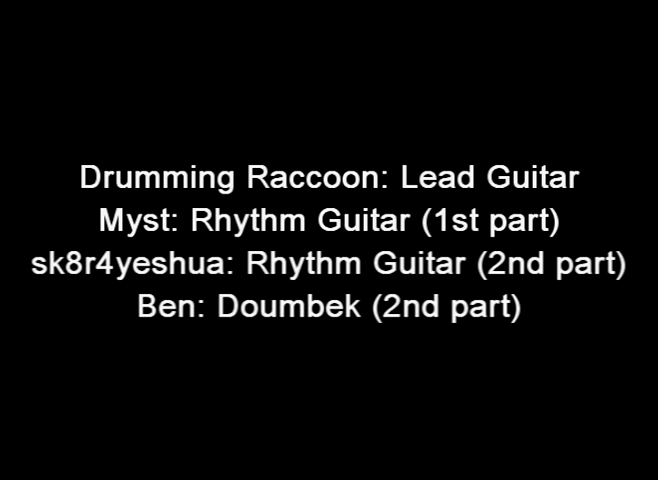 Drumming Raccoon: Lead Guitar
Myst: Rhythm Guitar (1st part)
sk8r4yeshua: Rhythm Guitar (2nd part)
Ben: Doumbek (2nd part)